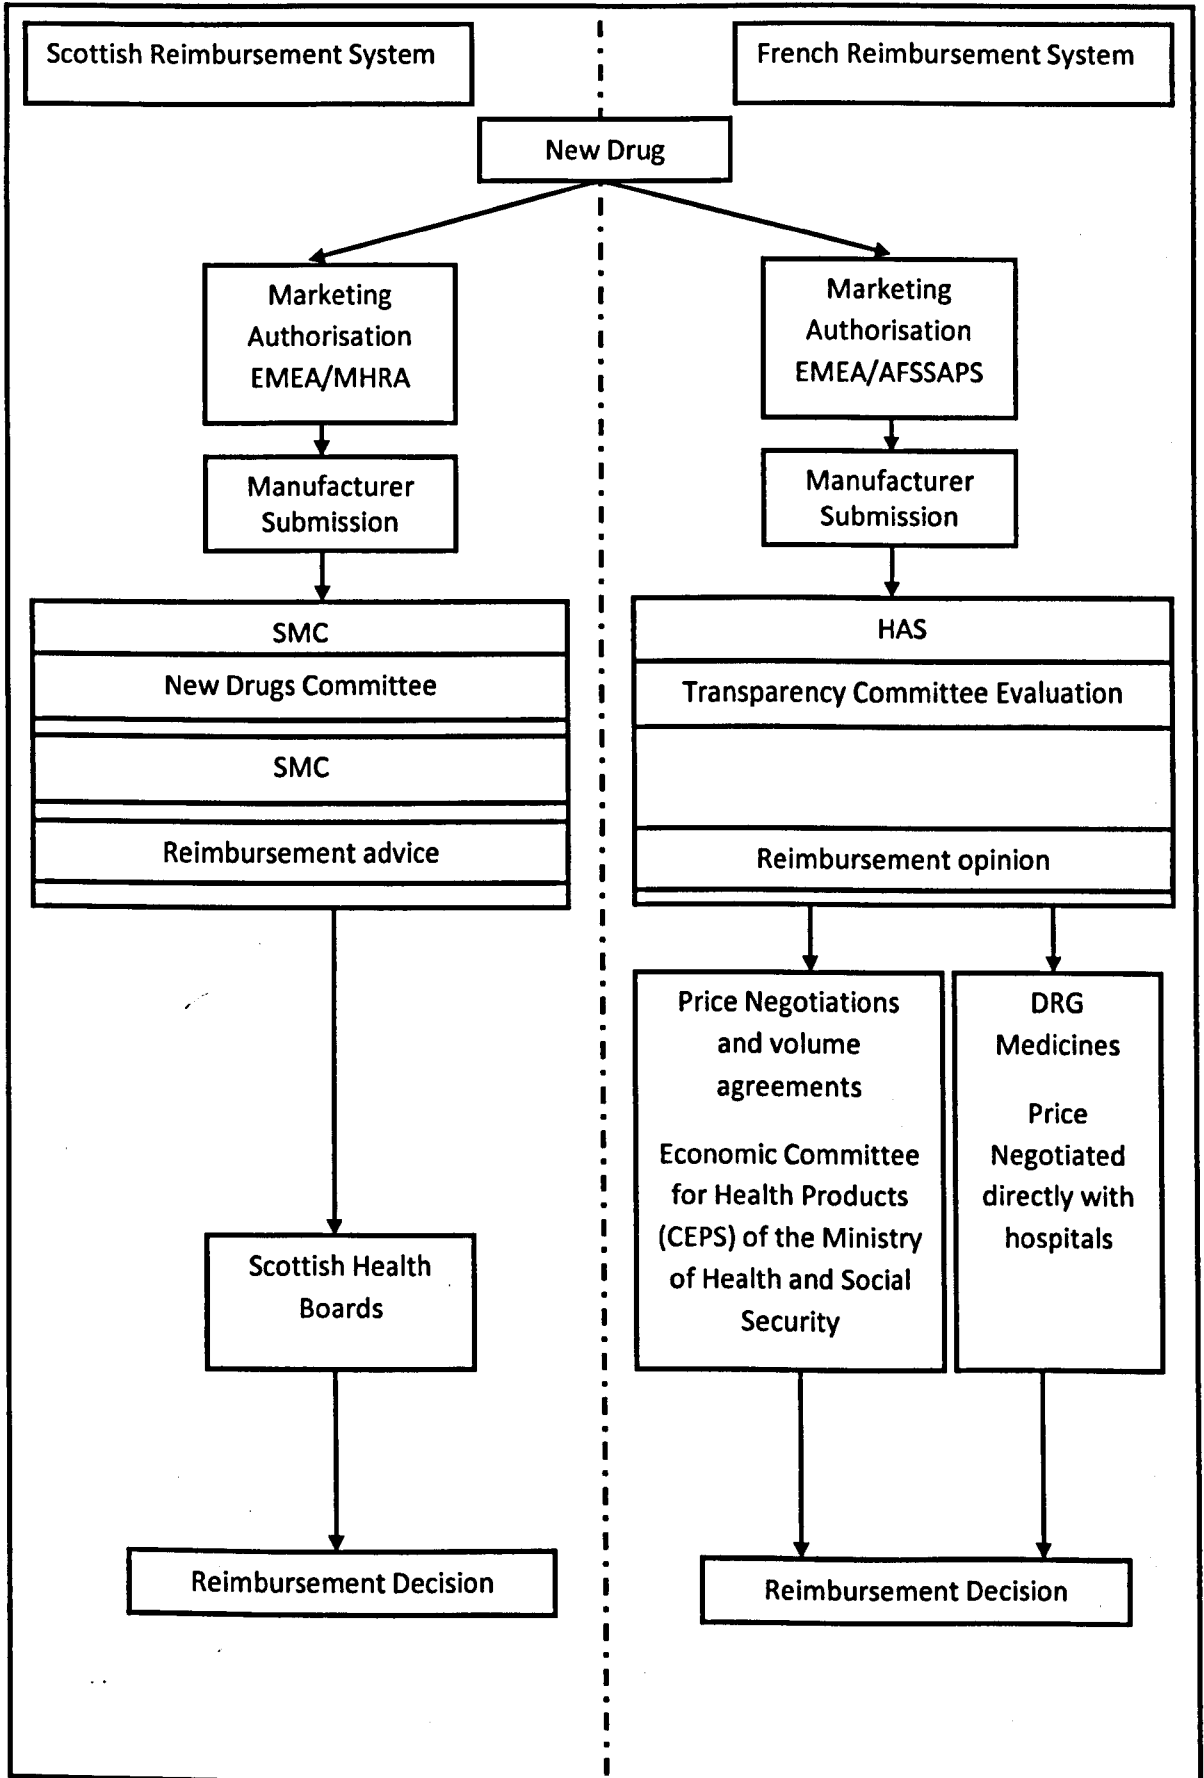 Scottish Reimbursement System
French Reimbursement System
New Drug
Marketing
Authorisation
EMEA/MHRA
Marketing
Authorisation
EMEA/AFSSAPS
Manufacturer
Submission
Manufacturer
Submission
SMC
New Drugs Committee
SMC
Reimbursement advice
HAS
Transparency Committee Evaluation
Reimbursement opinion
Price Negotiations
and volume
agreements
Economic Committee
for Health Products
(CEPS) of the Ministry
of Health and Social
Security
DRG
Medicines
Price
Negotiated
directly with
hospitals
Scottish Health
Boards
Reimbursement Decision
Reimbursement Decision